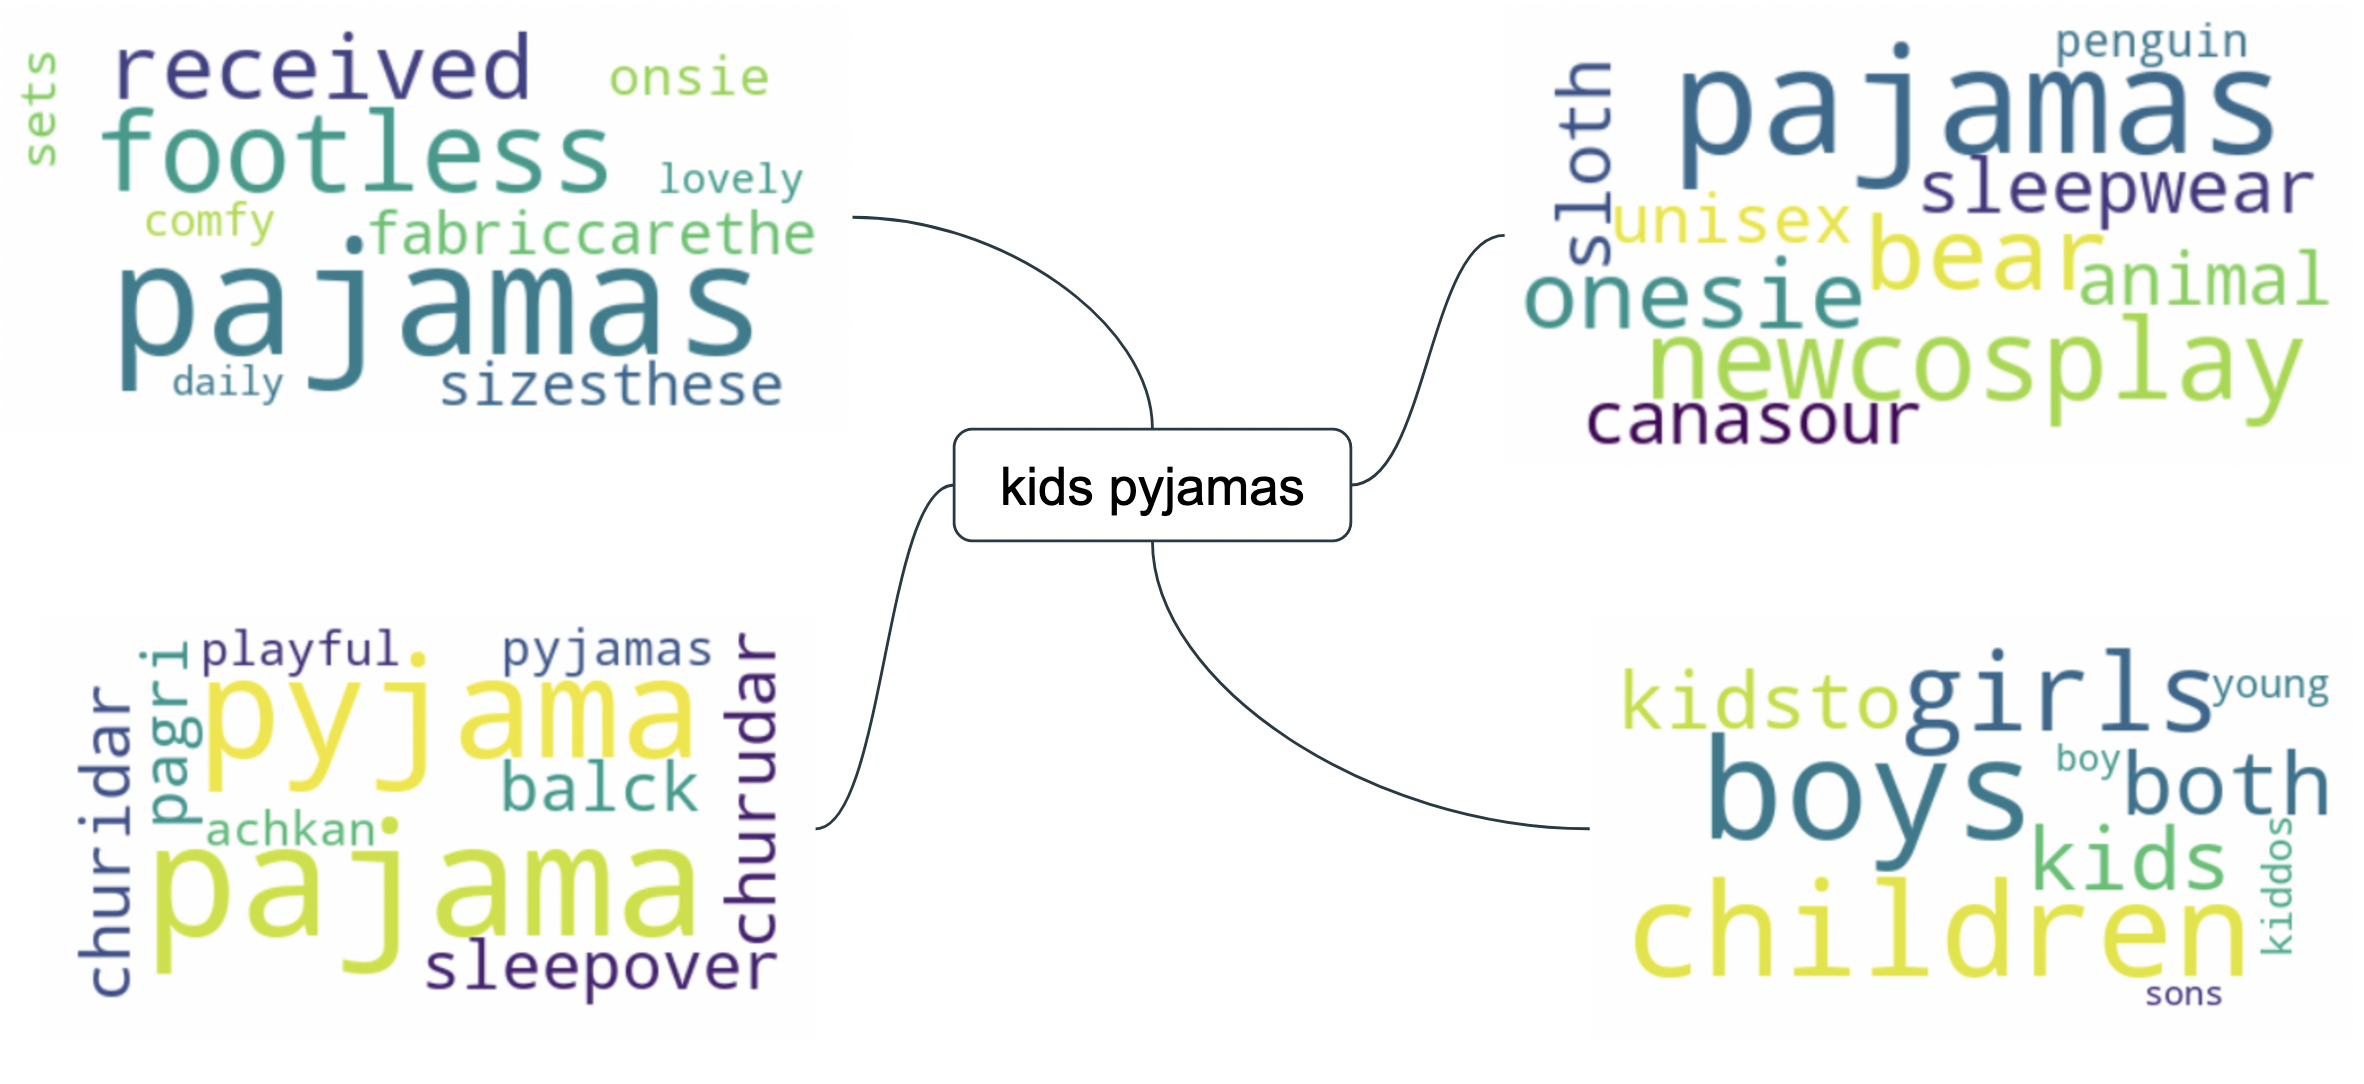 sets
received
onsie
footless
lovely
comfy
fabriccarethe
pajamas
daily
sizesthese
penguin
sloth
pajamas
sleepwear
unisex
bear
animal
onesie
newcosplay
canasour
kids pyjamas
playful
pyjamas
churidar
pagri
pyjama
churudar
balck
achkan
pajama
sleepover
kidsto
girls
young
boys
boy
both
kids
kiddos
children
sons